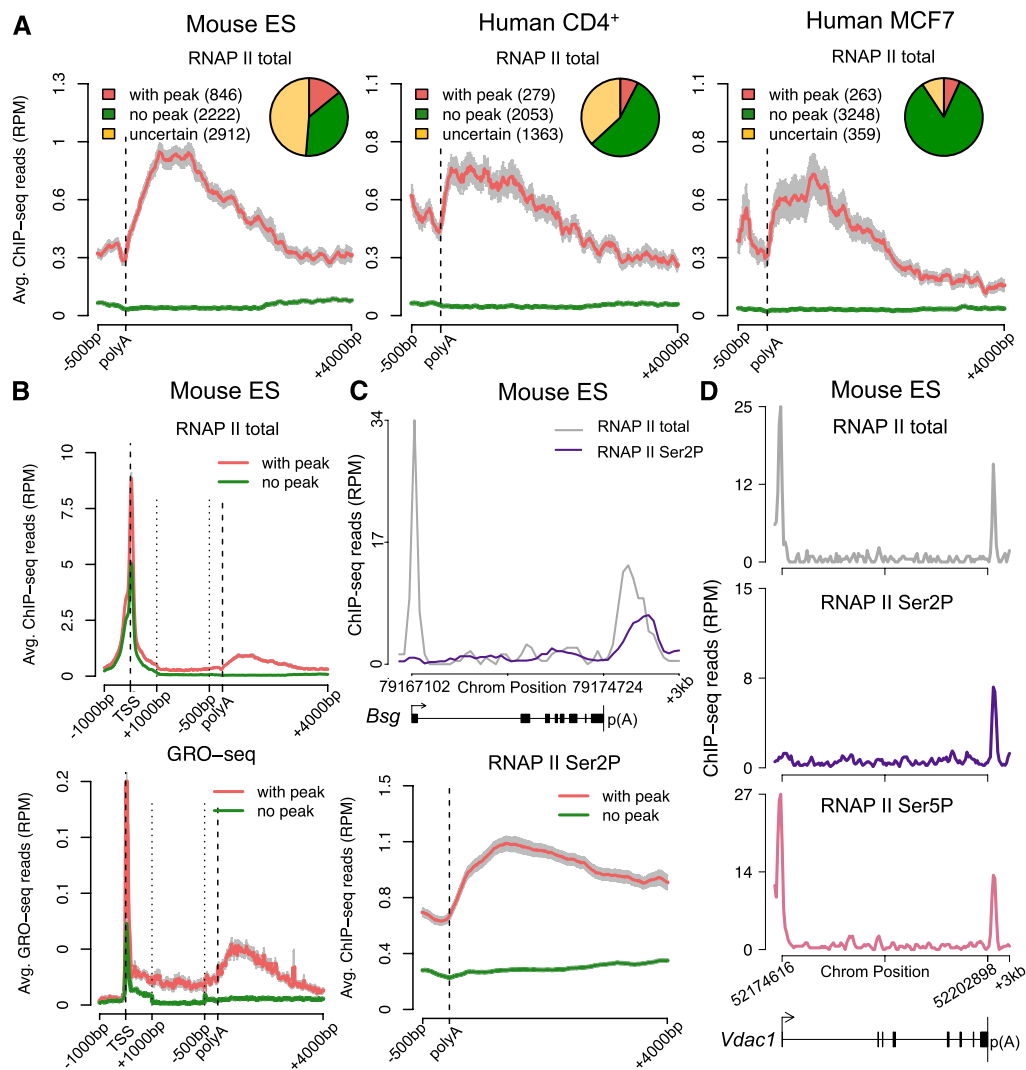 A
Mouse ES
Human CD4+
Human MCF7
RNAP II total
RNAP II total
RNAP II total
Avg. ChIP−seq reads (RPM)
1.3
1
0.6
0.3
0
with peak (846)
no peak (2222)
uncertain (2912)
-500bp
polyA
+4000bp
1.1
0.8
0.6
0.3
0
with peak (279)
no peak (2053)
uncertain (1363)
-500bp
polyA
+4000bp
1.1
0.8
0.6
0.3
0
with peak (263)
no peak (3248)
uncertain (359)
-500bp
polyA
+4000bp
B
Mouse ES
RNAP II total
Avg. ChIP−seq reads (RPM)
10
7.5
5
2.5
0
with peak
no peak
-1000bp
TSS
+1000bp
-500bp
polyA
+4000bp
GRO−seq
Avg. GRO−seq reads (RPM)
0.2
0.1
0.1
0
0
with peak
no peak
-1000bp
TSS
+1000bp
-500bp
polyA
+4000bp
C
Mouse ES
ChIP-seq reads (RPM)
34
17
0
RNAP II total
RNAP II Ser2P
79167102 Chrom Position 79174724
+3kb
Bsg
p(A)
RNAP II Ser2P
Avg. ChIP−seq reads (RPM)
1.5
1.1
0.8
0.4
0
with peak
no peak
-500bp
polyA
+4000bp
D
Mouse ES
RNAP II total
25
12
0
ChIP−seq reads (RPM)
RNAP II Ser2P
15
8
0
RNAP II Ser5P
27
14
0
52174616
Chrom Position
52202898
+3kb
Vdac1
p(A)